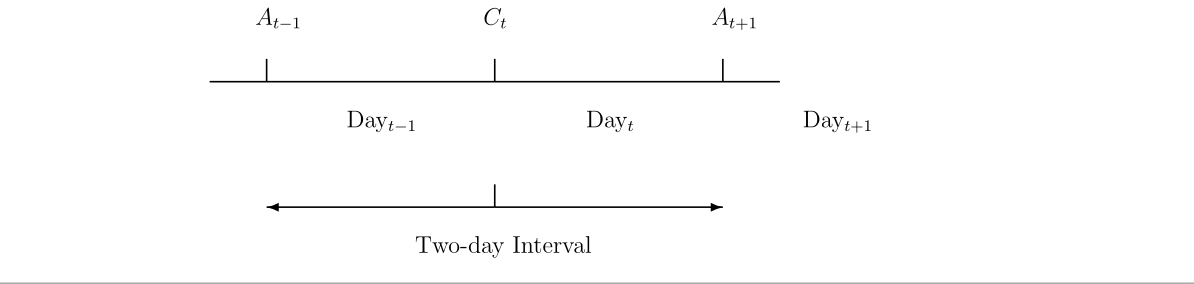 A_{t−1} C_t A_{t+1}
Day_{t−1} Day_t Day_{t+1}
Two-day Interval